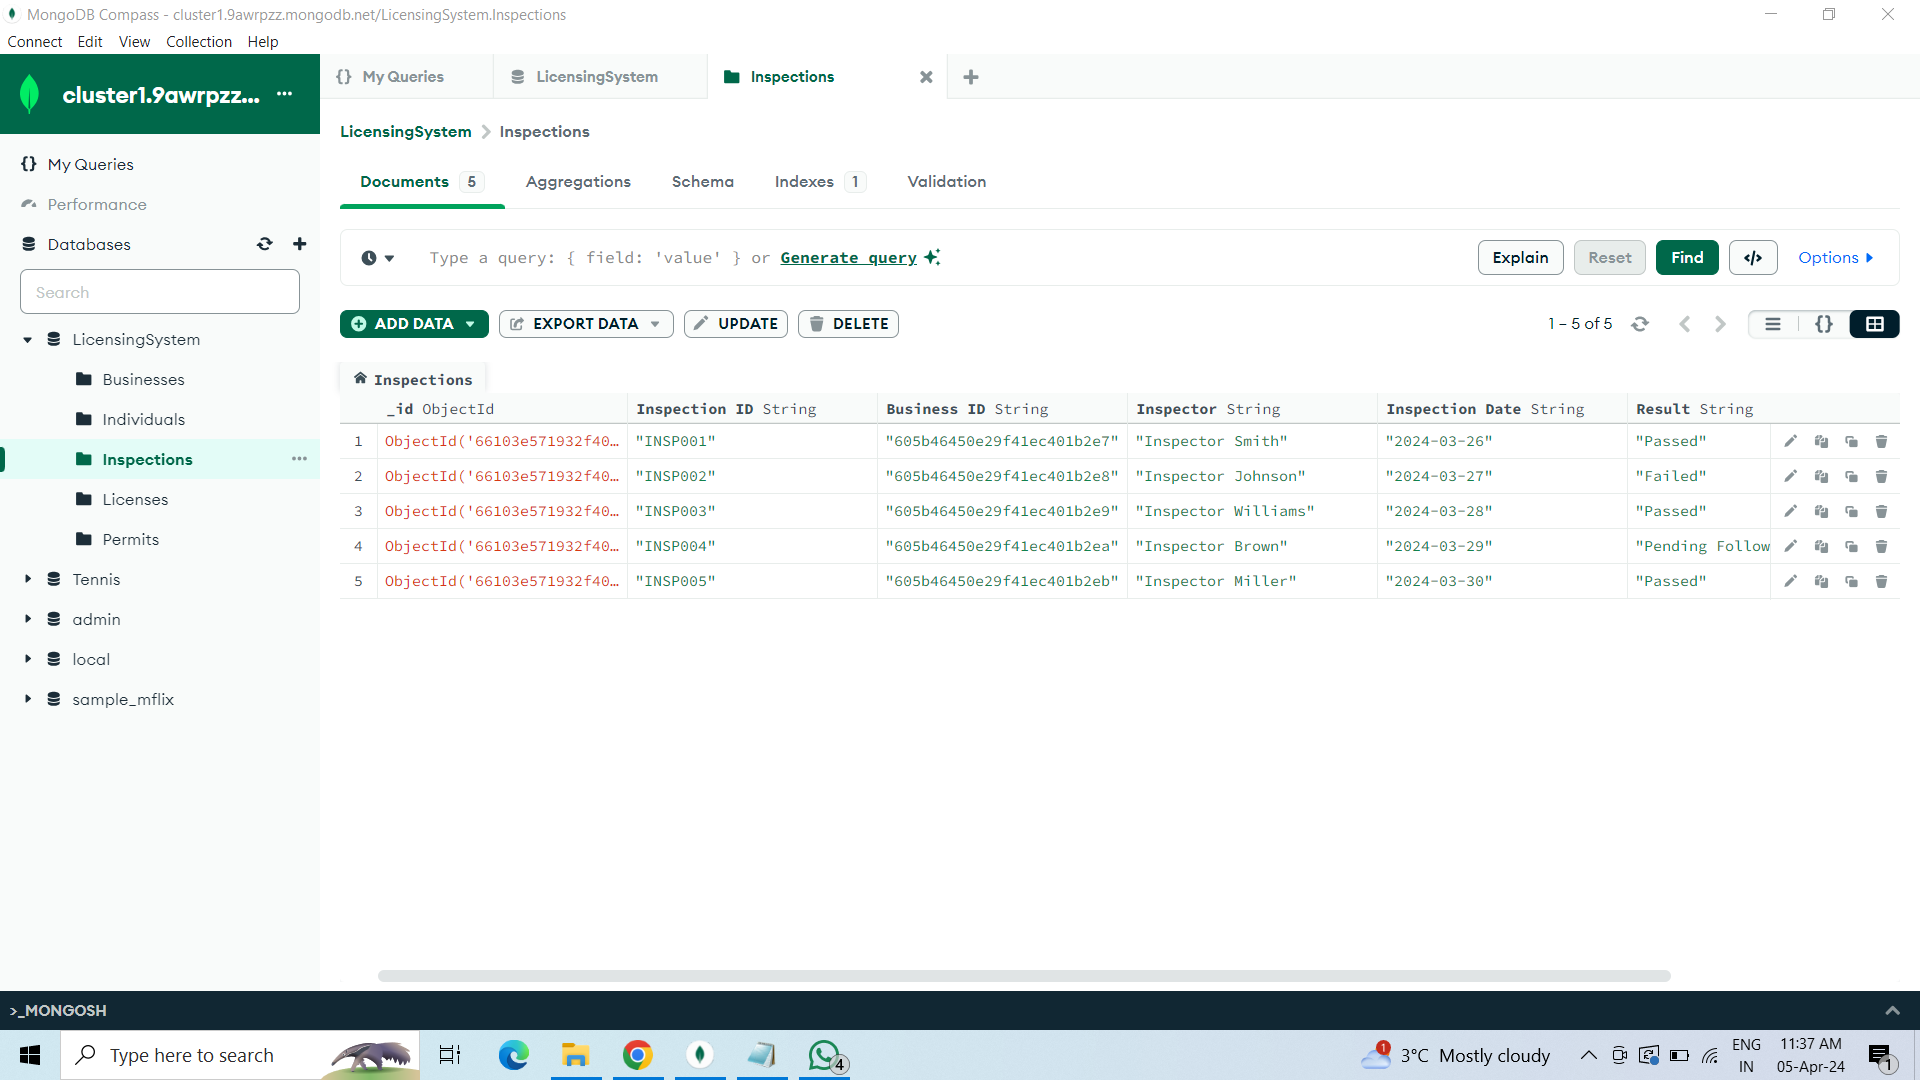 MongoDB Compass - cluster1.9awrpzz.mongodb.net/LicensingSystem.Inspections
Connect Edit View Collection Help
cluster1.9awrpzz... ...
{} My Queries
LicensingSystem
Inspections
LicensingSystem > Inspections
My Queries
Performance
Databases
Search
LicensingSystem
Businesses
Individuals
Inspections ...
Licenses
Permits
Tennis
admin
local
sample_mflix
Documents 5 Aggregations Schema Indexes 1 Validation
Type a query: { field: 'value' } or Generate query
Explain Reset Find </> Options
ADD DATA EXPORT DATA UPDATE DELETE
1 – 5 of 5 {}
Inspections
_id ObjectId Inspection ID String Business ID String Inspector String Inspection Date String Result String
1 ObjectId('66103e571932f40... "INSP001" "605b46450e29f41ec401b2e7" "Inspector Smith" "2024-03-26" "Passed"
2 ObjectId('66103e571932f40... "INSP002" "605b46450e29f41ec401b2e8" "Inspector Johnson" "2024-03-27" "Failed"
3 ObjectId('66103e571932f40... "INSP003" "605b46450e29f41ec401b2e9" "Inspector Williams" "2024-03-28" "Passed"
4 ObjectId('66103e571932f40... "INSP004" "605b46450e29f41ec401b2ea" "Inspector Brown" "2024-03-29" "Pending Follow
5 ObjectId('66103e571932f40... "INSP005" "605b46450e29f41ec401b2eb" "Inspector Miller" "2024-03-30" "Passed"
>_MONGOSH
Type here to search
4
1
3°C Mostly cloudy
ENG
IN
11:37 AM
05-Apr-24
1